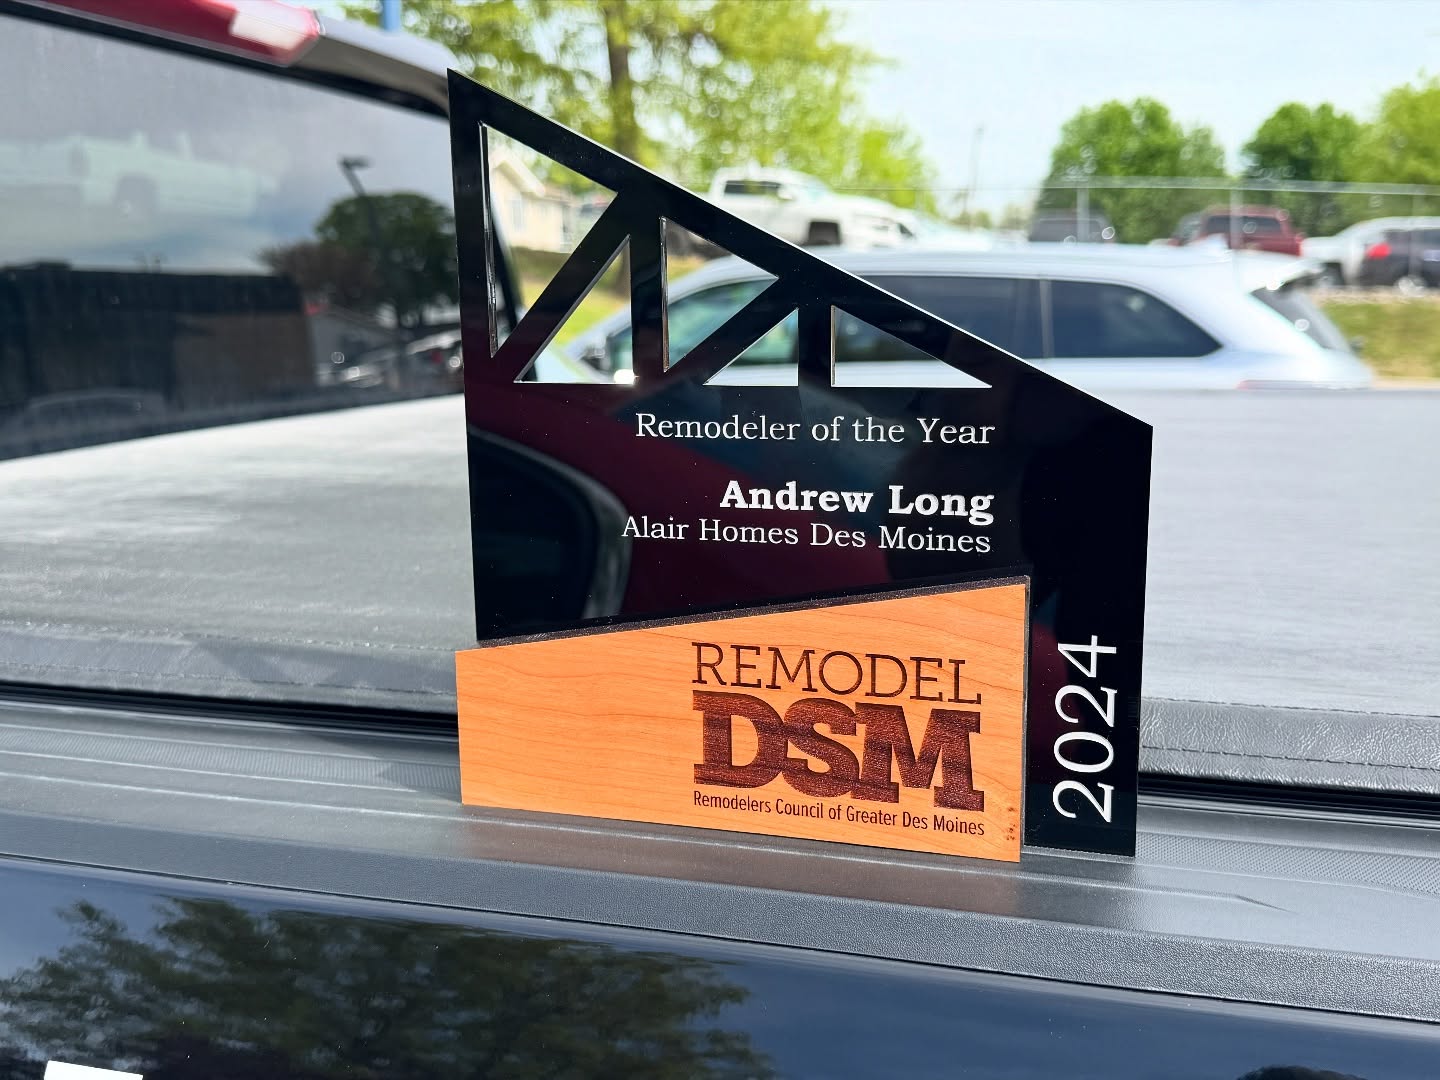 Remodeler of the Year
Andrew Long
Alair Homes Des Moines
REMODEL
DSM
Remodelers Council of Greater Des Moines
2024